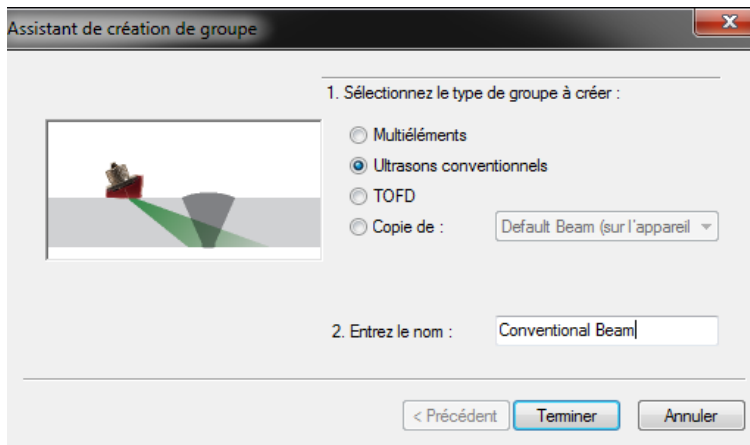 Assistant de création de groupe
1. Sélectionnez le type de groupe à créer :
Multiéléments
Ultrasons conventionnels
TOFD
Copie de :
Default Beam (sur l'appareil
2. Entrez le nom :
Conventional Beam
< Précédent
Terminer
Annuler